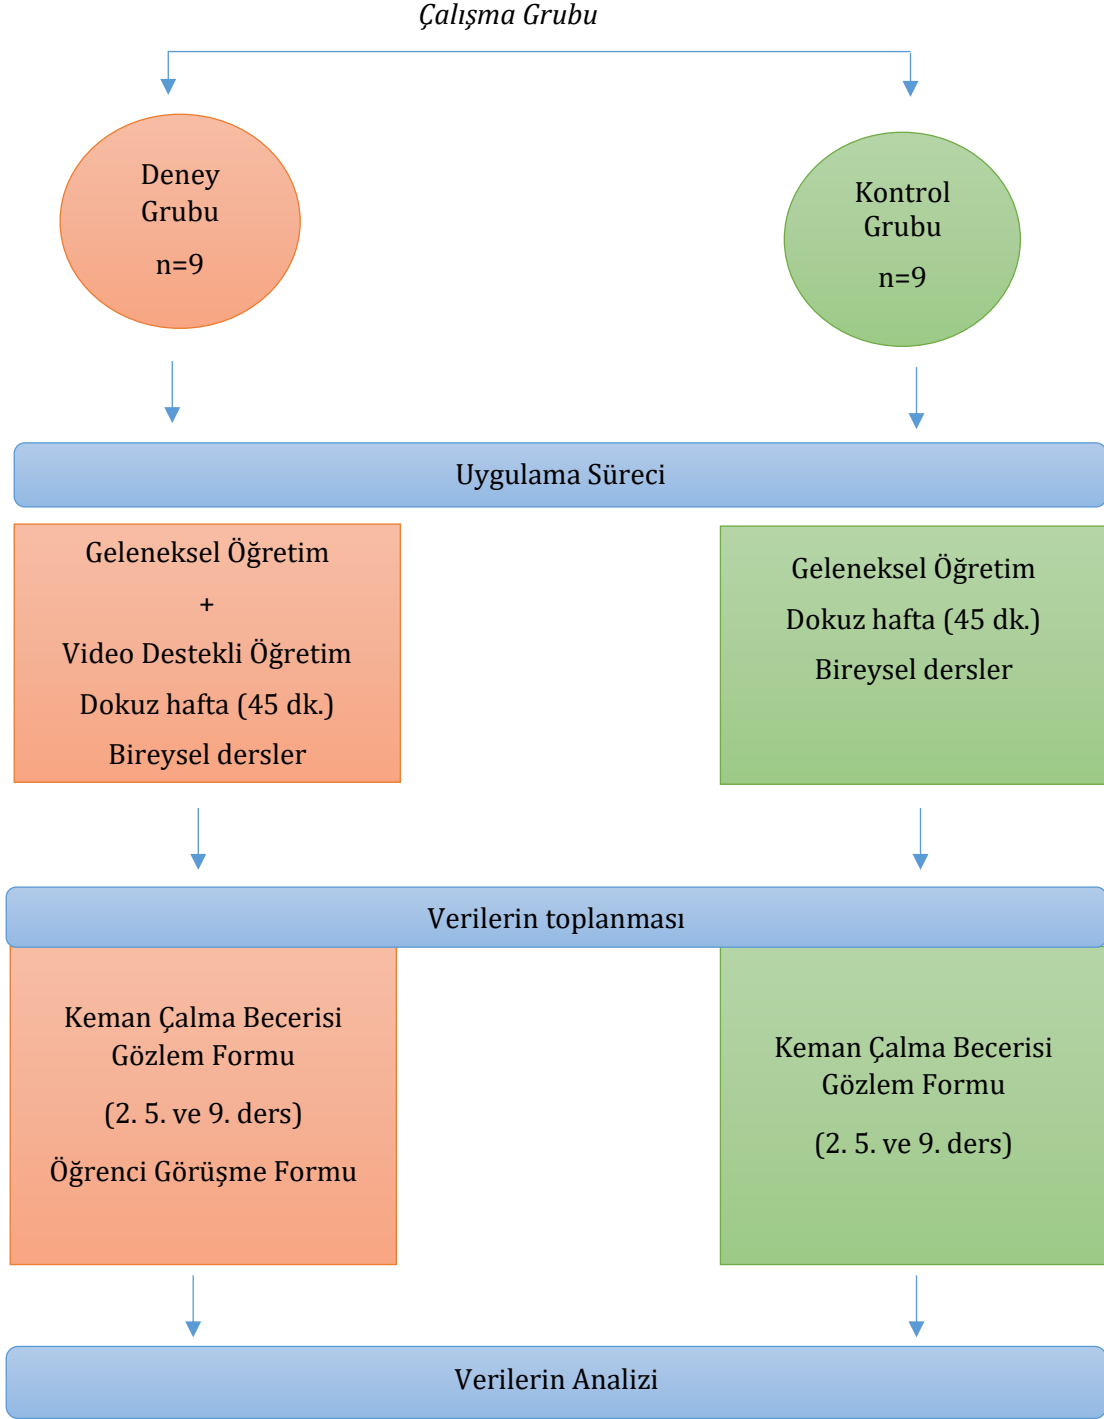 Çalışma Grubu
Deney
Grubu
n=9
Kontrol
Grubu
n=9
Uygulama Süreci
Geleneksel Öğretim
+
Video Destekli Öğretim
Dokuz hafta (45 dk.)
Bireysel dersler
Geleneksel Öğretim
Dokuz hafta (45 dk.)
Bireysel dersler
Verilerin toplanması
Keman Çalma Becerisi
Gözlem Formu
(2. 5. ve 9. ders)
Öğrenci Görüşme Formu
Keman Çalma Becerisi
Gözlem Formu
(2. 5. ve 9. ders)
Verilerin Analizi